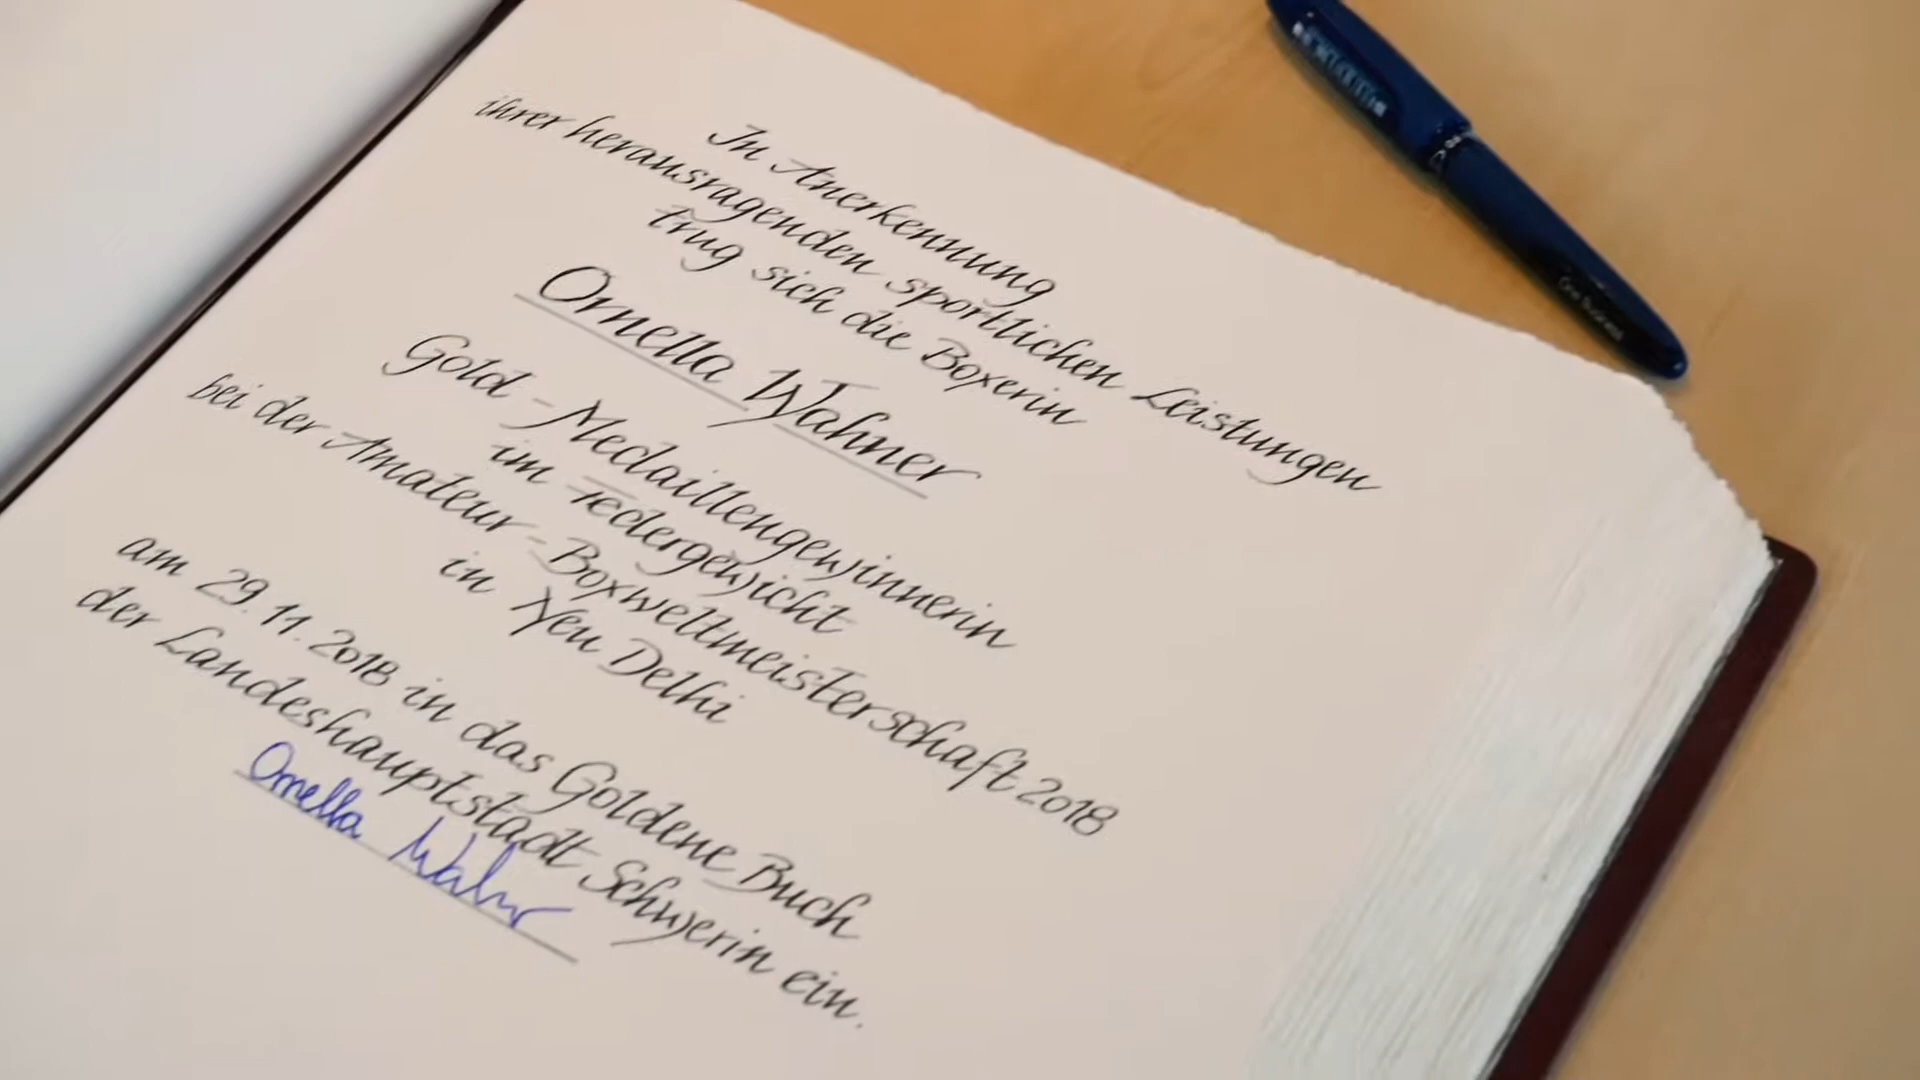 In Anerkennung
ihrer herausragenden sportlichen Leistungen
trug sich die Boxerin
Ornella Wahner
Gold-Medaillengewinnerin
im Federgewicht
bei der Amateur-Boxweltmeisterschaft 2018
in Neu Delhi
am 29.11.2018 in das Goldene Buch
der Landeshauptstadt Schwerin ein.
Ornella Wahner